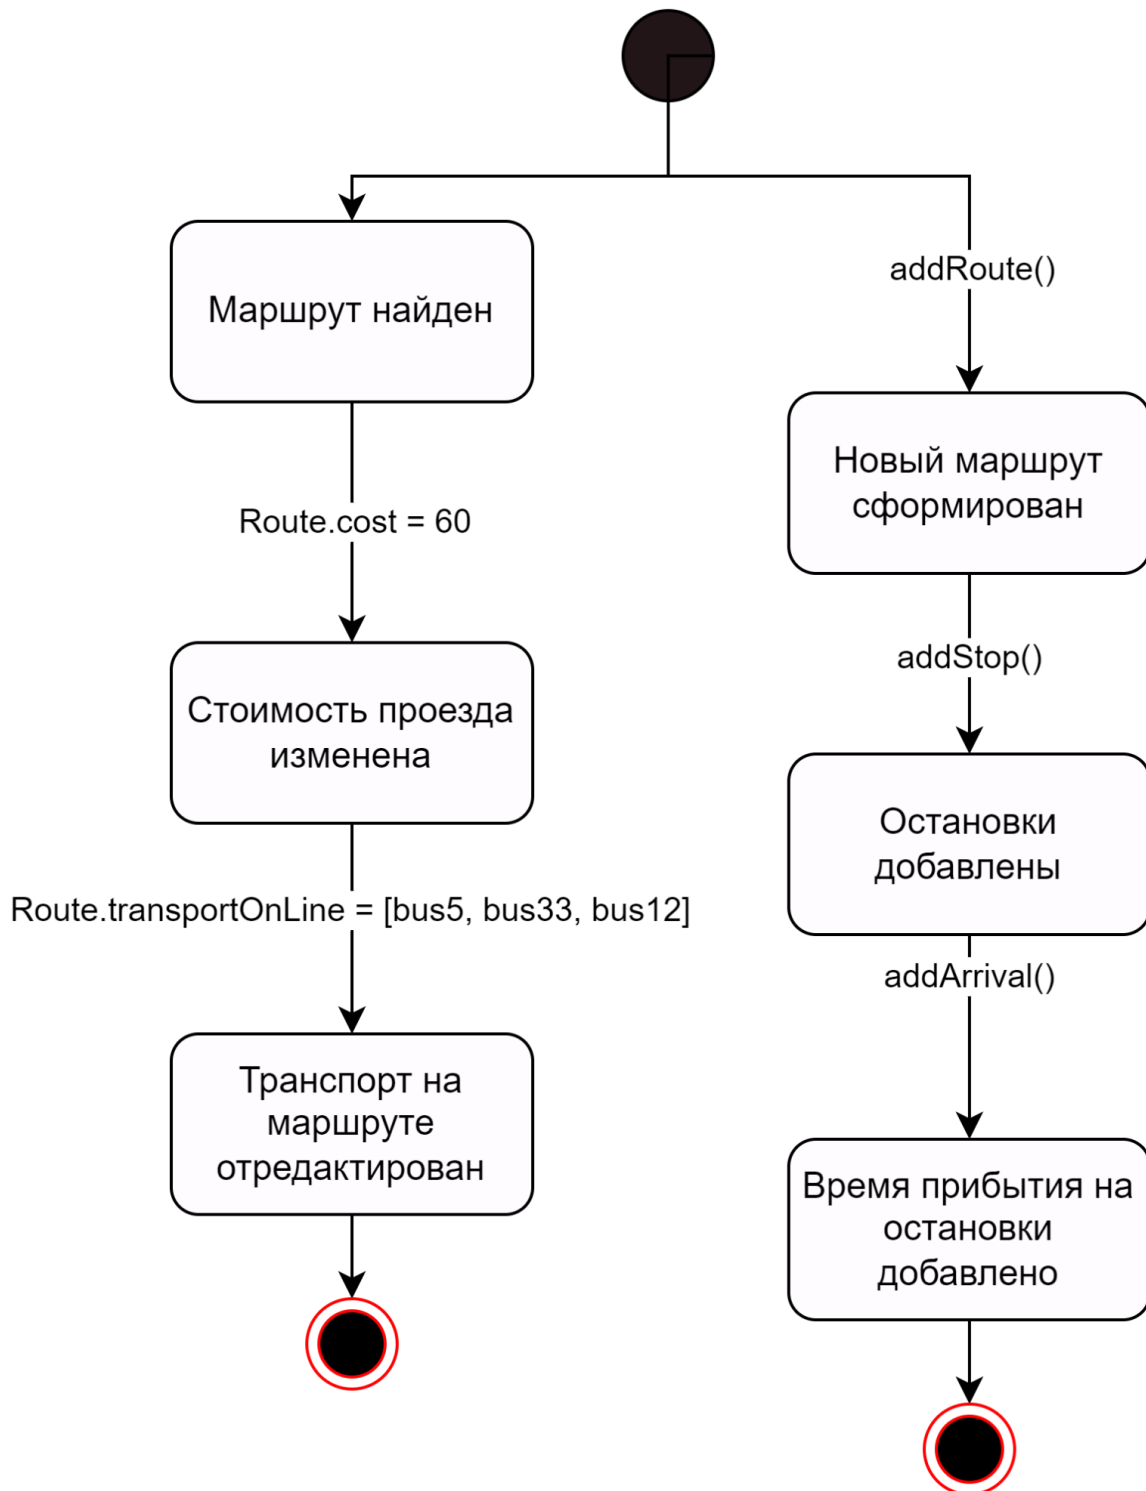 Маршрут найден
Route.cost = 60
Стоимость проезда
изменена
Route.transportOnLine = [bus5, bus33, bus12]
Транспорт на
маршруте
отредактирован
addRoute()
Новый маршрут
сформирован
addStop()
Остановки
добавлены
addArrival()
Время прибытия на
остановки
добавлено